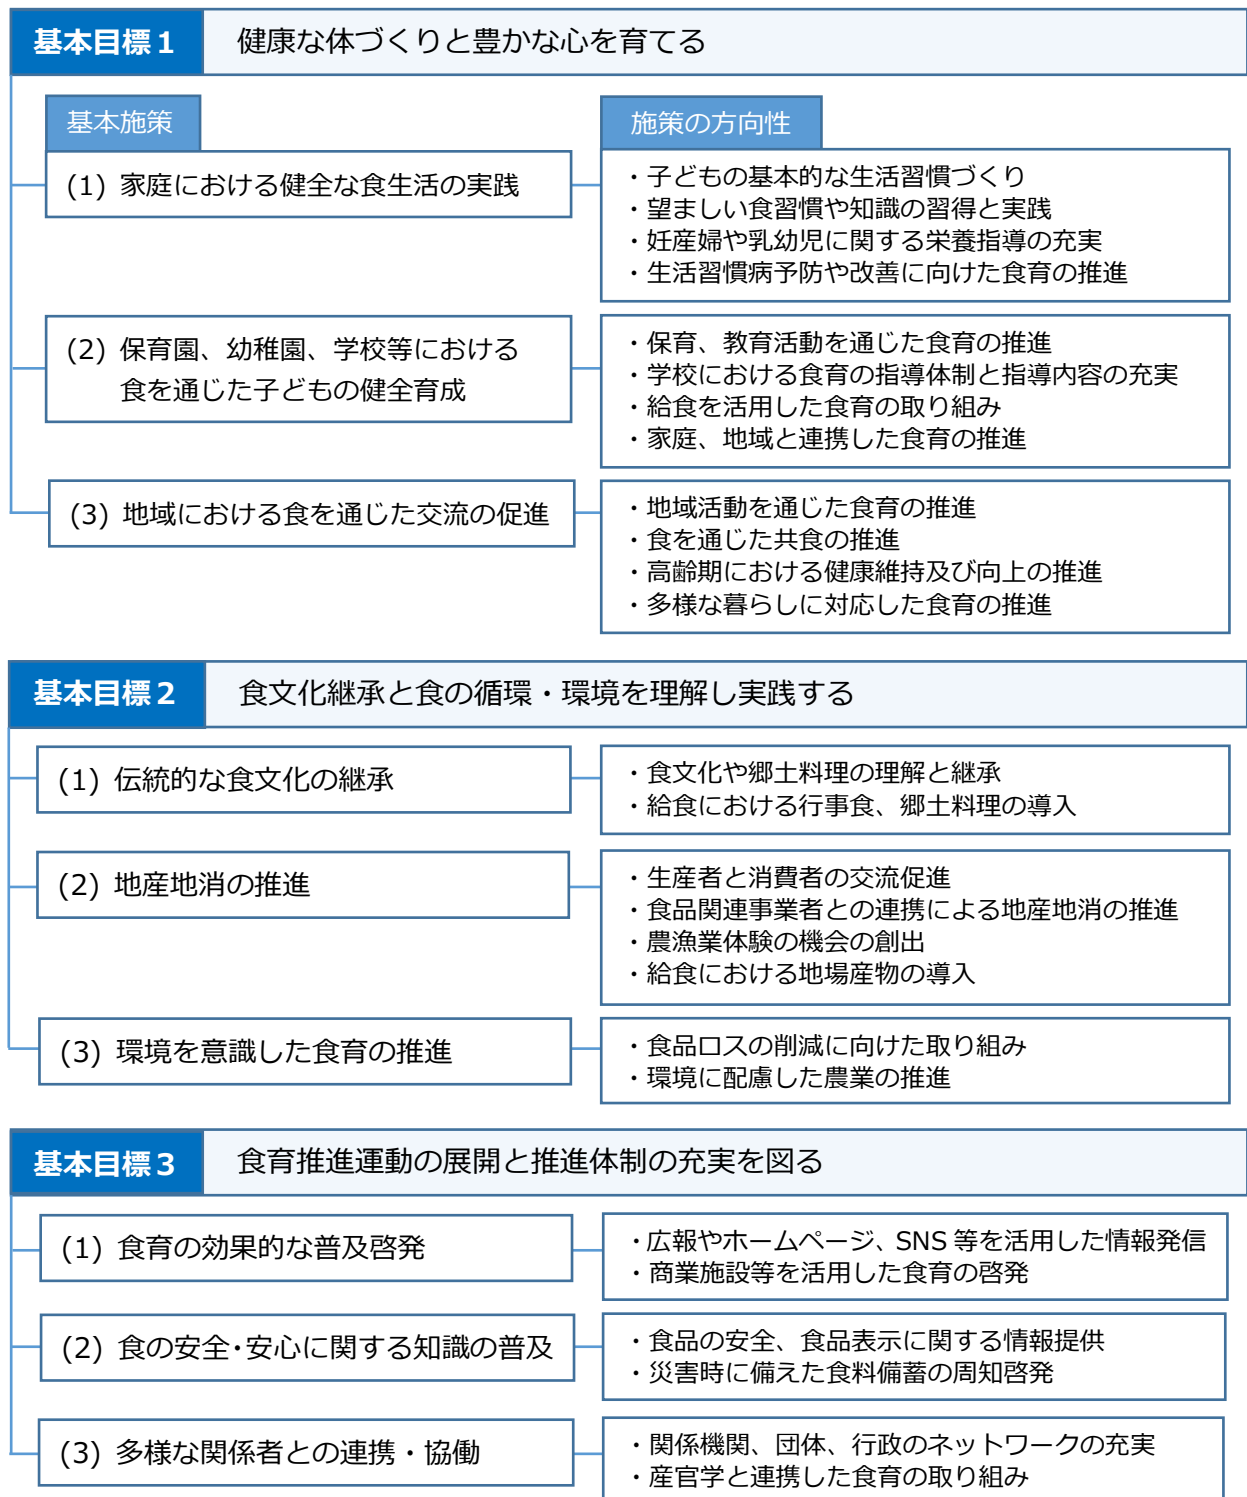 基本目標1 健康な体づくりと豊かな心を育てる
基本施策
施策の方向性
(1) 家庭における健全な食生活の実践
・子どもの基本的な生活習慣づくり
・望ましい食習慣や知識の習得と実践
・妊産婦や乳幼児に関する栄養指導の充実
・生活習慣病予防や改善に向けた食育の推進
(2) 保育園、幼稚園、学校等における
食を通じた子どもの健全育成
・保育、教育活動を通じた食育の推進
・学校における食育の指導体制と指導内容の充実
・給食を活用した食育の取り組み
・家庭、地域と連携した食育の推進
(3) 地域における食を通じた交流の促進
・地域活動を通じた食育の推進
・食を通じた共食の推進
・高齢期における健康維持及び向上の推進
・多様な暮らしに対応した食育の推進
基本目標2 食文化継承と食の循環・環境を理解し実践する
(1) 伝統的な食文化の継承
・食文化や郷土料理の理解と継承
・給食における行事食、郷土料理の導入
(2) 地産地消の推進
・生産者と消費者の交流促進
・食品関連事業者との連携による地産地消の推進
・農漁業体験の機会の創出
・給食における地場産物の導入
(3) 環境を意識した食育の推進
・食品ロスの削減に向けた取り組み
・環境に配慮した農業の推進
基本目標3 食育推進運動の展開と推進体制の充実を図る
(1) 食育の効果的な普及啓発
・広報やホームページ、SNS 等を活用した情報発信
・商業施設等を活用した食育の啓発
(2) 食の安全・安心に関する知識の普及
・食品の安全、食品表示に関する情報提供
・災害時に備えた食料備蓄の周知啓発
(3) 多様な関係者との連携・協働
・関係機関、団体、行政のネットワークの充実
・産官学と連携した食育の取り組み